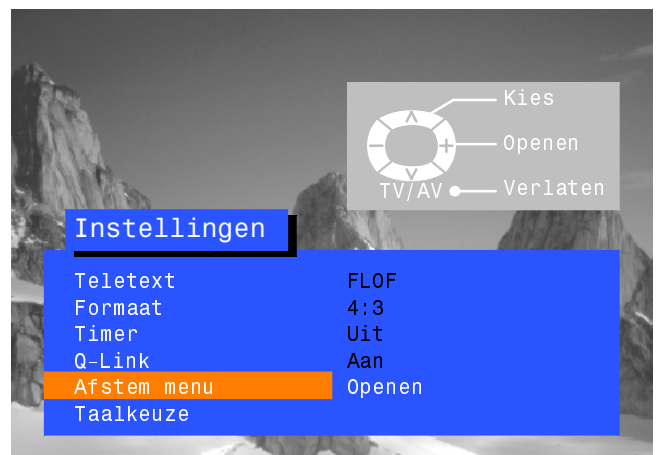 Kies
Openen
TV/AV Verlaten
Instellingen
Teletext FLOF
Formaat 4:3
Timer Uit
Q-Link Aan
Afstem menu Openen
Taalkeuze